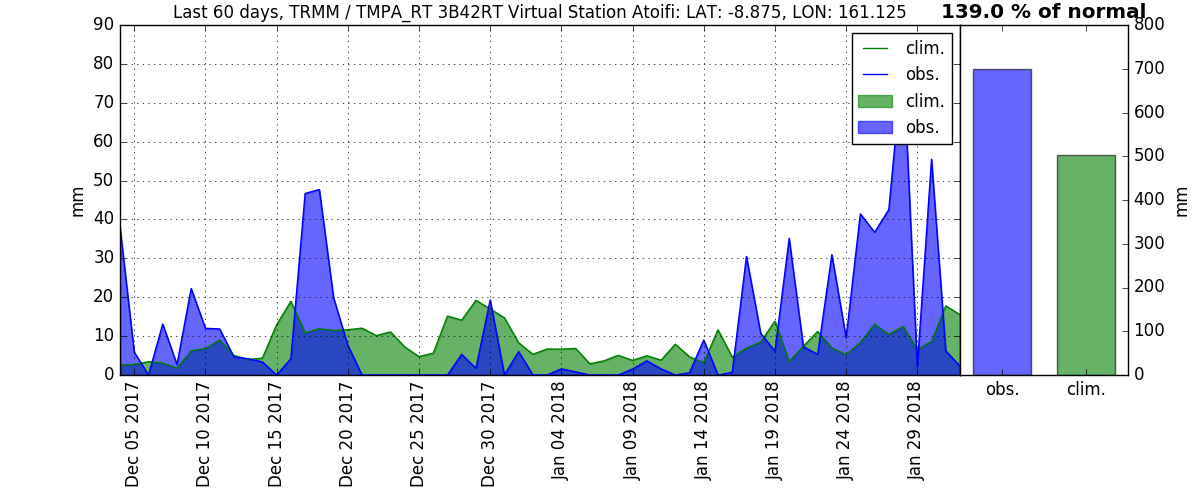 Last 60 days, TRMM / TMPA_RT 3B42RT Virtual Station Atoifi: LAT: -8.875, LON: 161.125
139.0 % of normal
90
80
70
60
50
40
30
20
10
0
mm
Dec 05 2017
Dec 10 2017
Dec 15 2017
Dec 20 2017
Dec 25 2017
Dec 30 2017
Jan 04 2018
Jan 09 2018
Jan 14 2018
Jan 19 2018
Jan 24 2018
Jan 29 2018
clim.
obs.
clim.
obs.
800
700
600
500
400
300
200
100
0
mm
obs.
clim.